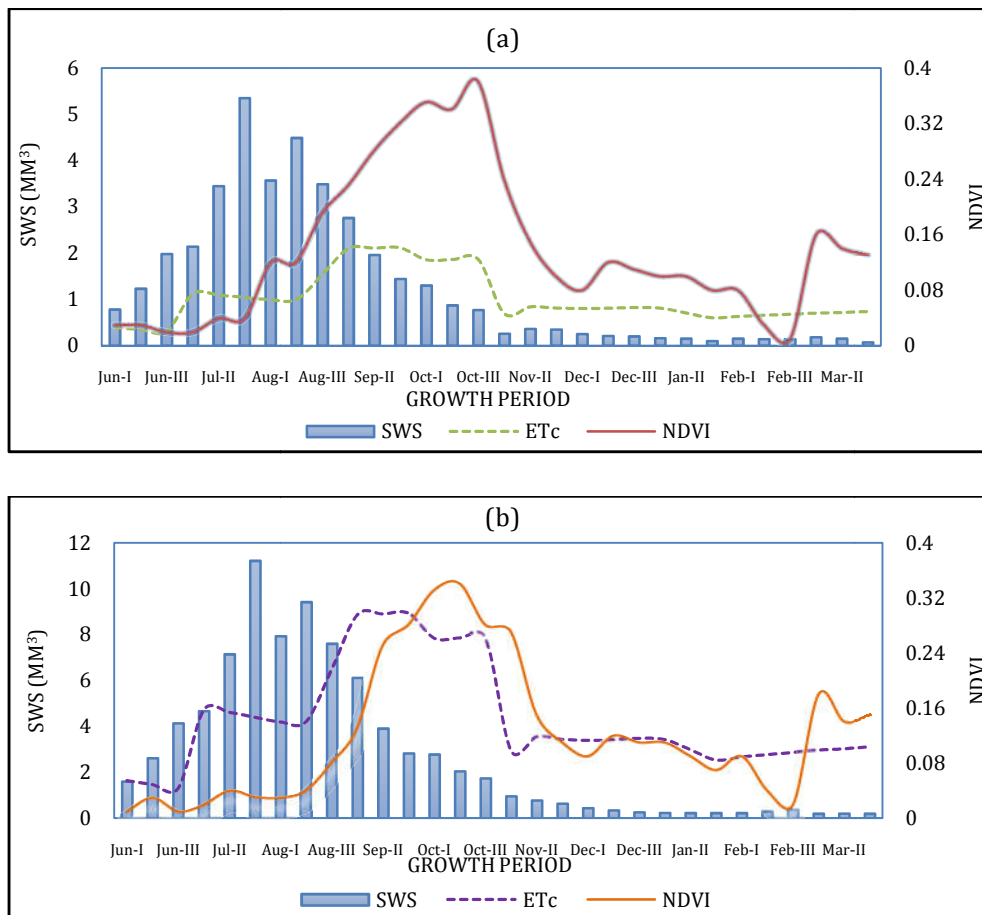 (a)
6
5
4
3
2
1
0
SWS (MM³)
0.4
0.32
0.24
0.16
0.08
0
NDVI
Jun-I Jun-III Jul-II Aug-I Aug-III Sep-II Oct-I Oct-III Nov-II Dec-I Dec-III Jan-II Feb-I Feb-III Mar-II
GROWTH PERIOD
SWS ETc NDVI
(b)
12
10
8
6
4
2
0
SWS (MM³)
0.4
0.32
0.24
0.16
0.08
0
NDVI
Jun-I Jun-III Jul-II Aug-I Aug-III Sep-II Oct-I Oct-III Nov-II Dec-I Dec-III Jan-II Feb-I Feb-III Mar-II
GROWTH PERIOD
SWS ETc NDVI